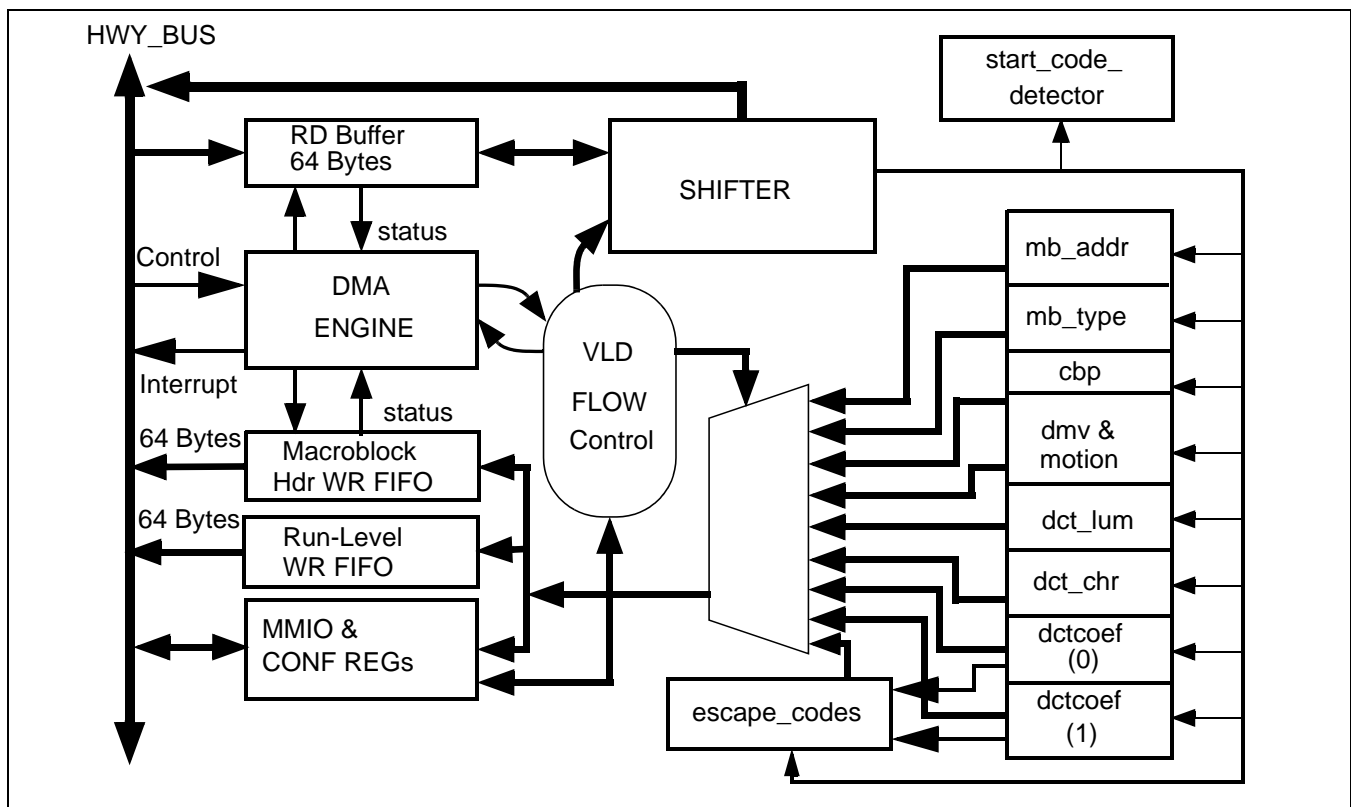 HWY_BUS
start_code_
detector
RD Buffer
64 Bytes
SHIFTER
status
Control
DMA
ENGINE
Interrupt
status
VLD
FLOW
Control
mb_addr
mb_type
cbp
dmv &
motion
dct_lum
dct_chr
dctcoef
(0)
dctcoef
(1)
64 Bytes
Macroblock
Hdr WR FIFO
64 Bytes
Run-Level
WR FIFO
MMIO &
CONF REGs
escape_codes